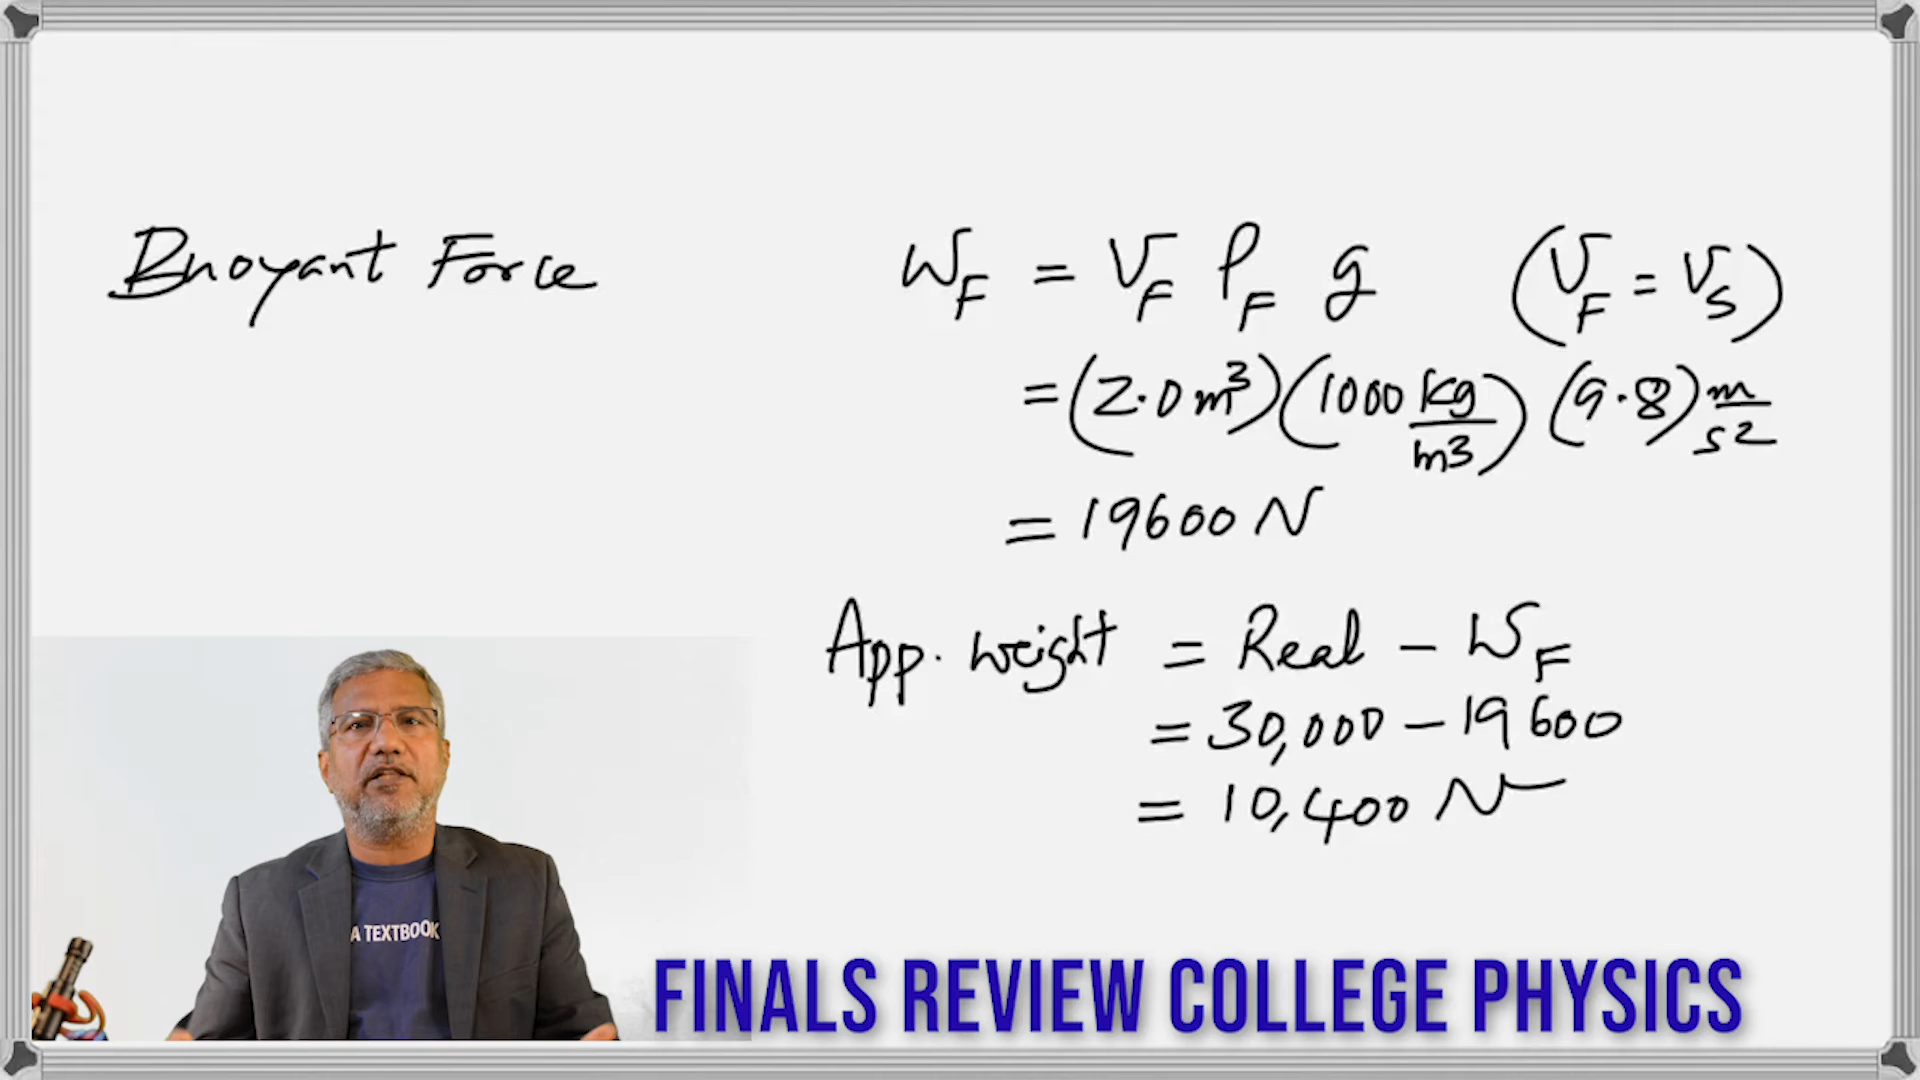 Buoyant Force
W_F = V_F ρ_F g (V_F = V_S)
= (2.0 m³) (1000 kg/m³) (9.8) m/s²
= 19600 N
App. weight = Real - W_F
= 30,000 - 19600
= 10,400 N
A TEXTBOOK
FINALS REVIEW COLLEGE PHYSICS